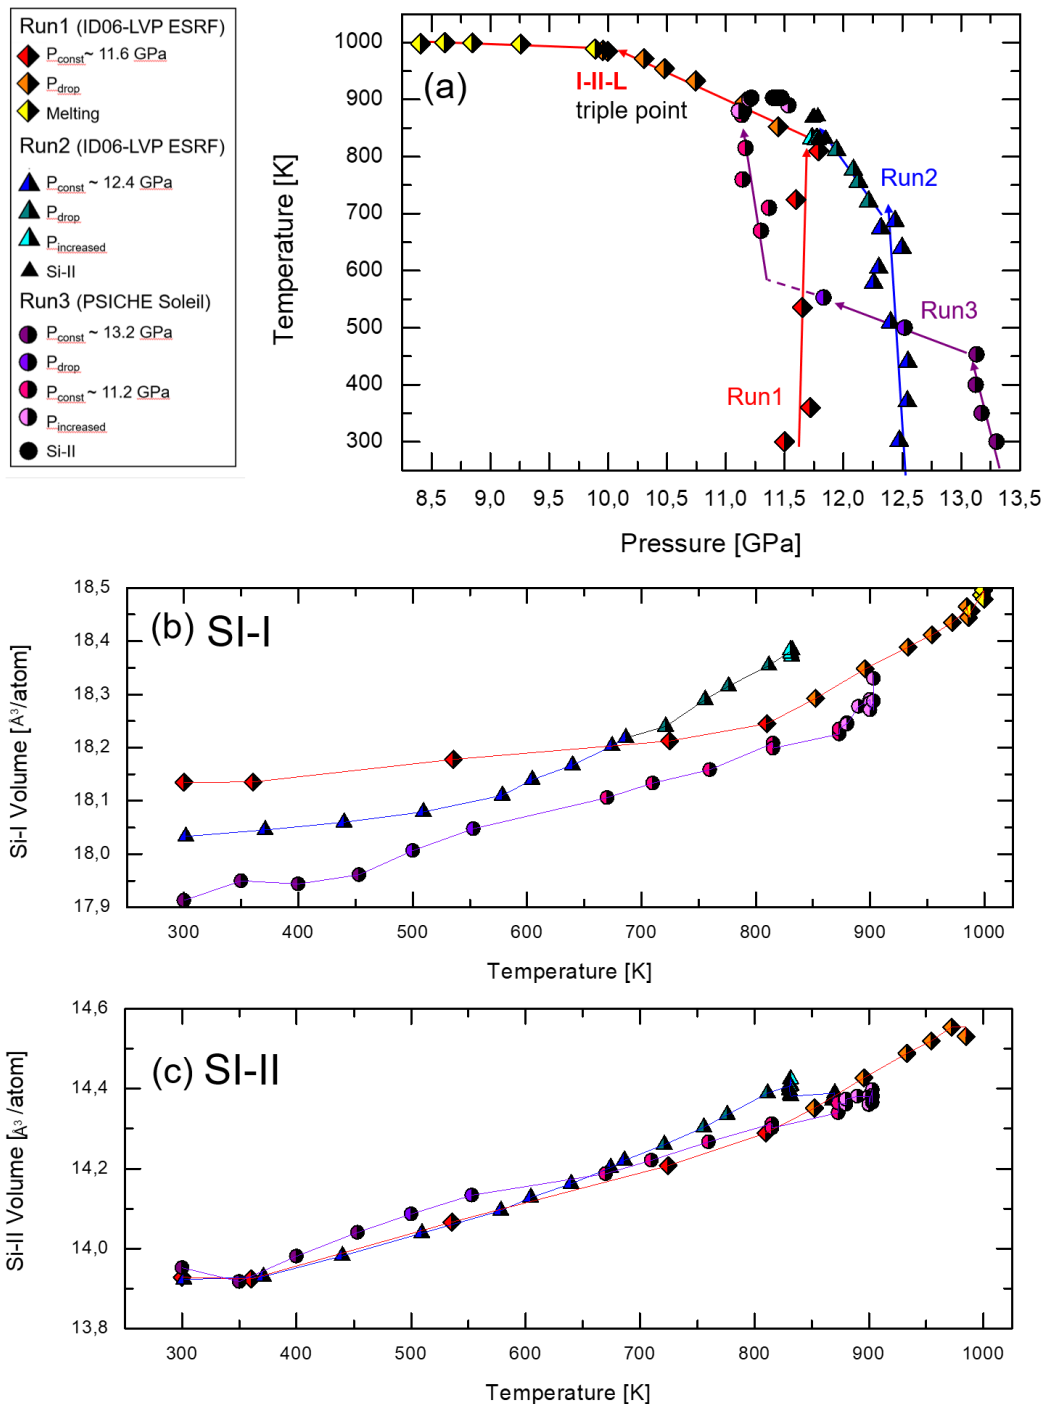 Run1 (ID06-LVP ESRF)
Pconst~ 11.6 GPa
Pdrop
Melting
Run2 (ID06-LVP ESRF)
Pconst ~ 12.4 GPa
Pdrop
Pincreased
Si-II
Run3 (PSICHE Soleil)
Pconst ~ 13.2 GPa
Pdrop
Pconst ~ 11.2 GPa
Pincreased
Si-II
(a)
I-II-L
triple point
Run2
Run3
Run1
Temperature [K]
1000
900
800
700
600
500
400
300
8,5 9,0 9,5 10,0 10,5 11,0 11,5 12,0 12,5 13,0 13,5
Pressure [GPa]
(b) SI-I
Si-I Volume [Å³/atom]
18,5
18,4
18,3
18,2
18,1
18,0
17,9
300 400 500 600 700 800 900 1000
Temperature [K]
(c) SI-II
Si-II Volume [Å³/atom]
14,6
14,4
14,2
14,0
13,8
300 400 500 600 700 800 900 1000
Temperature [K]